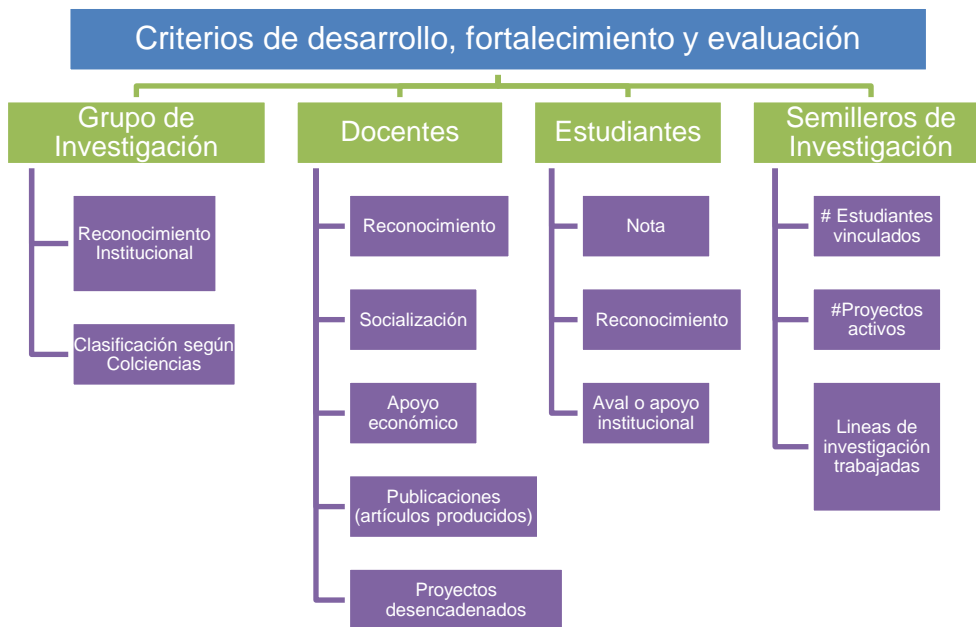 Criterios de desarrollo, fortalecimiento y evaluación
Grupo de
Investigación
Reconocimiento
Institucional
Clasificación según
Colciencias
Docentes
Reconocimiento
Socialización
Apoyo
económico
Publicaciones
(artículos producidos)
Proyectos
desencadenados
Estudiantes
Nota
Reconocimiento
Aval o apoyo
institucional
Semilleros de
Investigación
# Estudiantes
vinculados
#Proyectos
activos
Lineas de
investigación
trabajadas